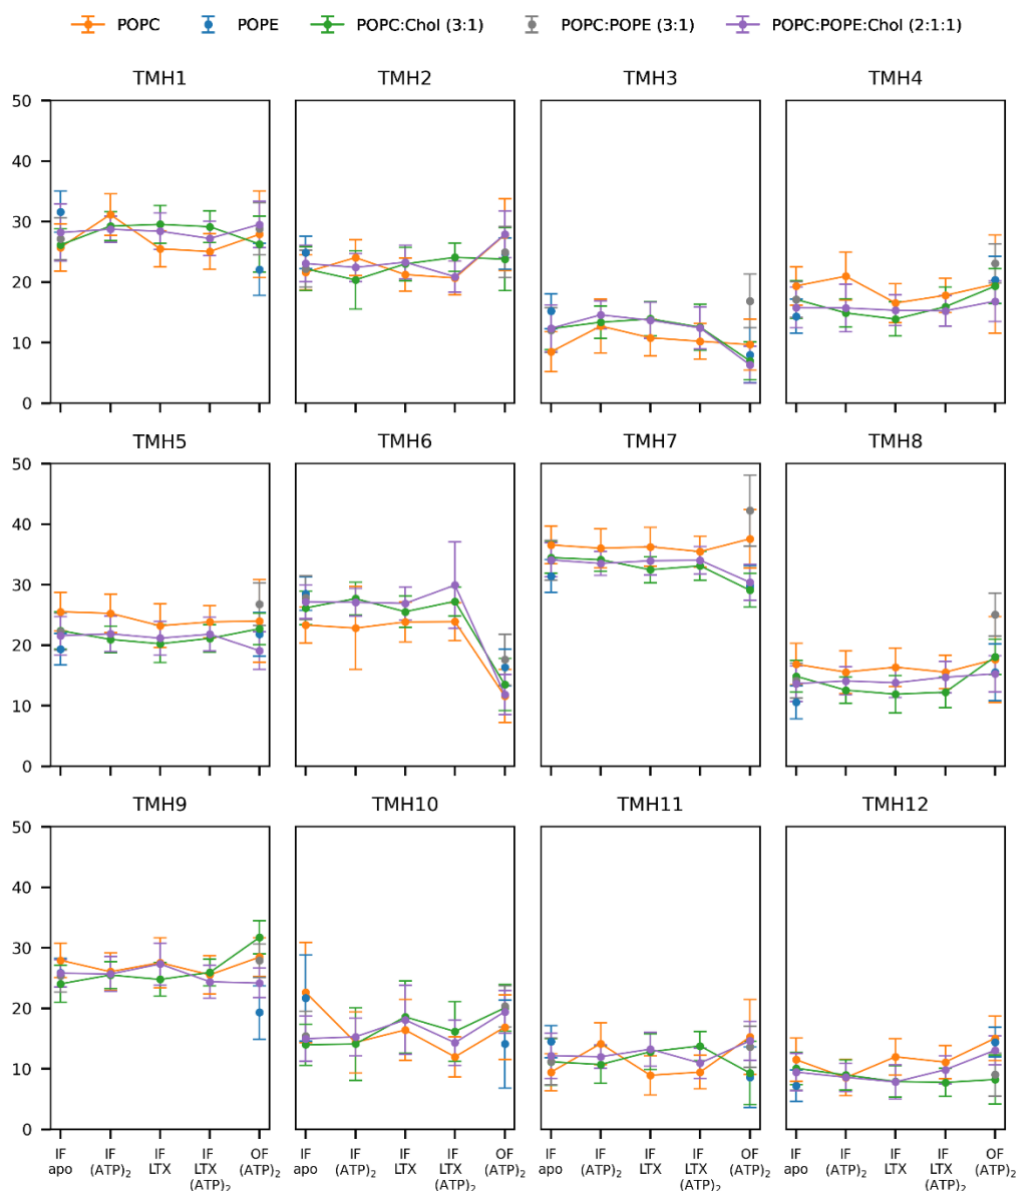 POPC POPE POPC:Chol (3:1) POPC:POPE (3:1) POPC:POPE:Chol (2:1:1)
TMH1 TMH2 TMH3 TMH4
50
40
30
20
10
0
TMH5 TMH6 TMH7 TMH8
50
40
30
20
10
0
TMH9 TMH10 TMH11 TMH12
50
40
30
20
10
0
IF IF IF IF OF IF IF IF IF OF IF IF IF IF OF IF IF IF IF OF
apo (ATP)₂ LTX LTX (ATP)₂ apo (ATP)₂ LTX LTX (ATP)₂ apo (ATP)₂ LTX LTX (ATP)₂ apo (ATP)₂ LTX LTX (ATP)₂
(ATP)₂ (ATP)₂ (ATP)₂ (ATP)₂